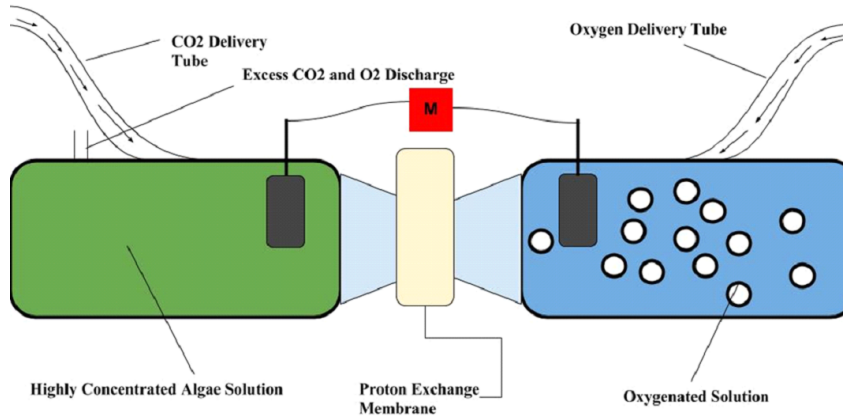 CO2 Delivery
Tube
Oxygen Delivery Tube
Excess CO2 and O2 Discharge
M
Highly Concentrated Algae Solution
Proton Exchange
Membrane
Oxygenated Solution